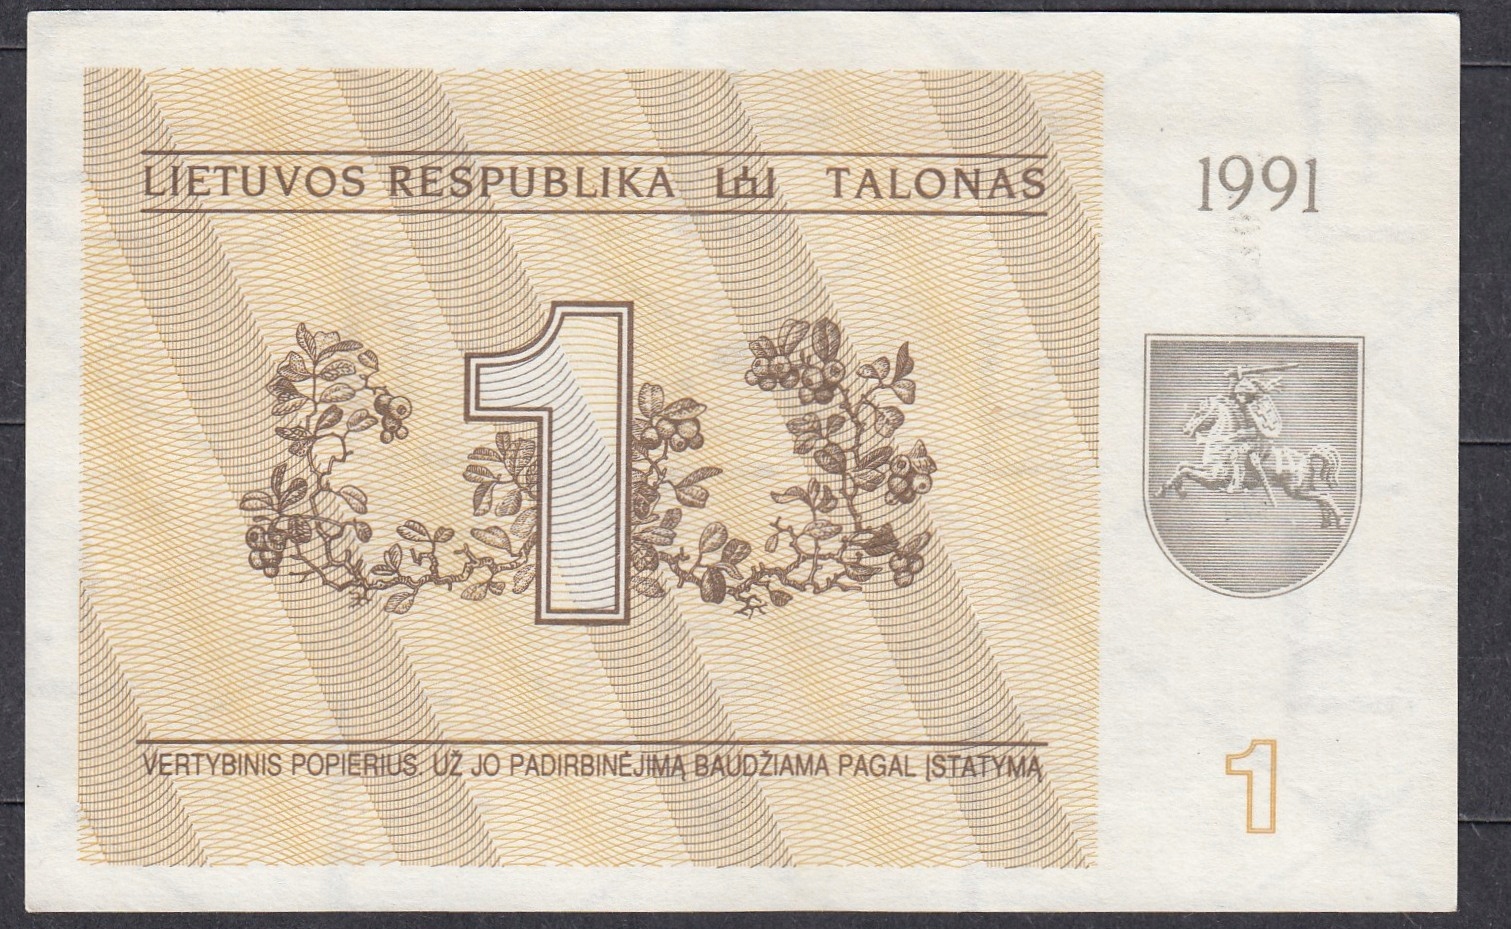 LIETUVOS RESPUBLIKA TALONAS
1991
1
VERTYBINIS POPIERIUS. UŽ JO PADIRBINĖJIMĄ BAUDŽIAMA PAGAL ĮSTATYMĄ
1